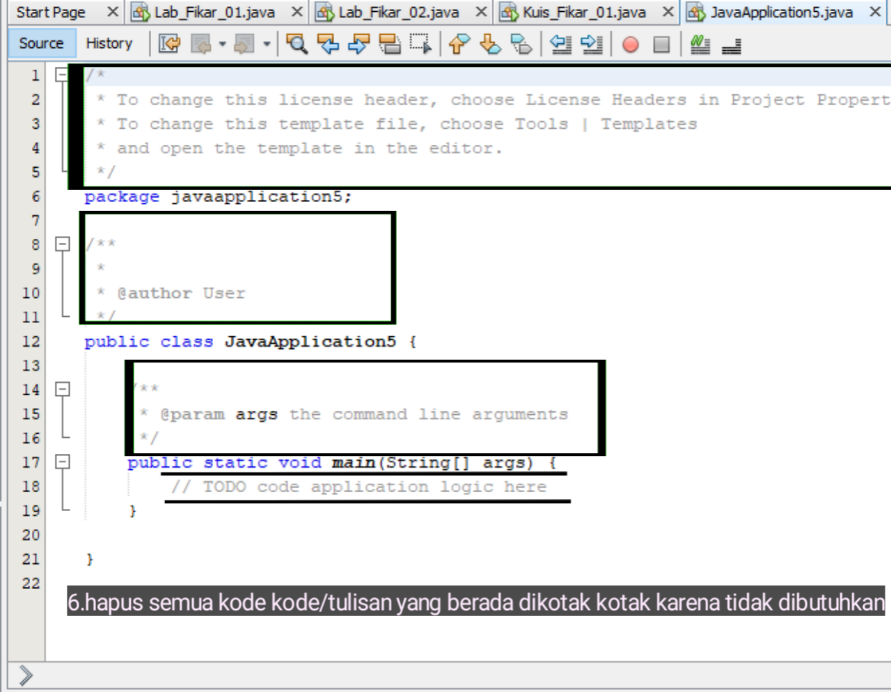 Start Page Lab_Fikar_01.java Lab_Fikar_02.java Kuis_Fikar_01.java JavaApplication5.java
Source History
1 /*
2 * To change this license header, choose License Headers in Project Propert
3 * To change this template file, choose Tools | Templates
4 * and open the template in the editor.
5 */
6 package javaapplication5;
7
8 /**
9 *
10 * @author User
11 */
12 public class JavaApplication5 {
13
14 /**
15 * @param args the command line arguments
16 */
17 public static void main(String[] args) {
18 // TODO code application logic here
19 }
20
21 }
22
6.hapus semua kode kode/tulisan yang berada dikotak kotak karena tidak dibutuhkan